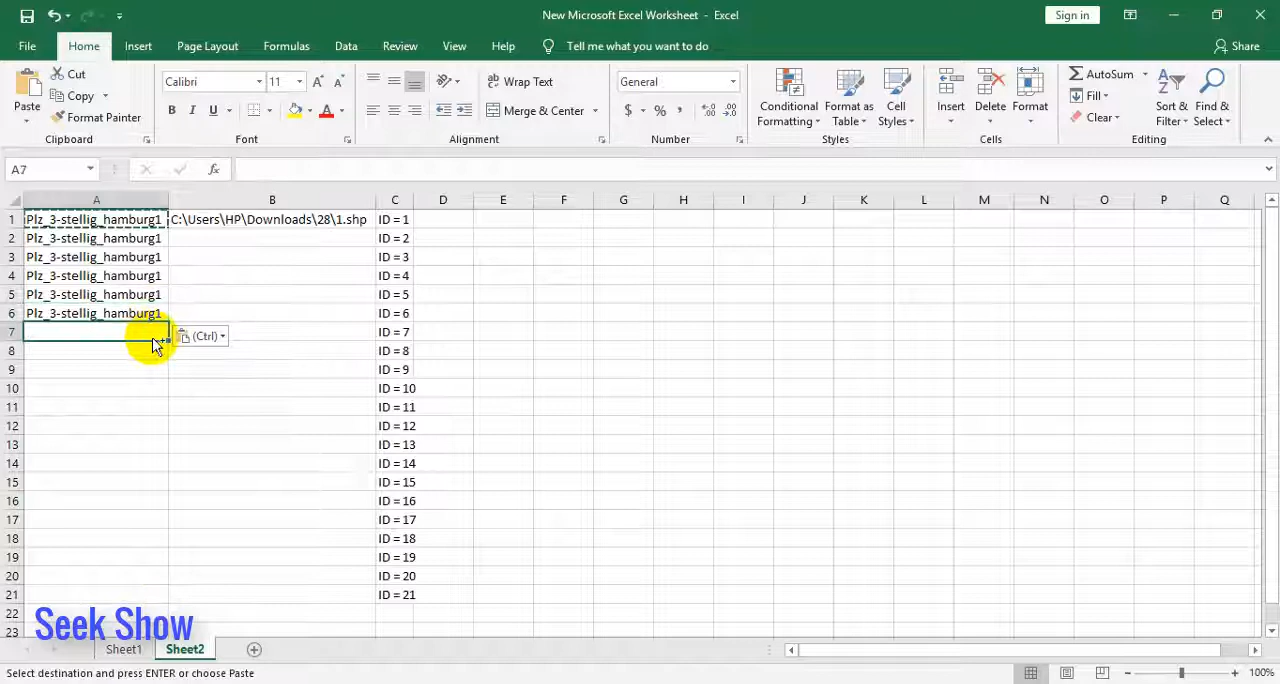 New Microsoft Excel Worksheet - Excel
Sign in
File Home Insert Page Layout Formulas Data Review View Help Tell me what you want to do Share
Paste
Cut
Copy
Format Painter
Clipboard
Calibri 11
B I U
Font
Wrap Text
Merge & Center
Alignment
General
$ % ,
Number
Conditional
Formatting
Format as
Table
Cell
Styles
Styles
Insert Delete Format
Cells
AutoSum
Fill
Clear
Sort &
Filter
Find &
Select
Editing
A7 fx
A B C D E F G H I J K L M N O P Q
1 Plz_3-stellig_hamburg1 C:\Users\HP\Downloads\28\1.shp ID = 1
2 Plz_3-stellig_hamburg1 ID = 2
3 Plz_3-stellig_hamburg1 ID = 3
4 Plz_3-stellig_hamburg1 ID = 4
5 Plz_3-stellig_hamburg1 ID = 5
6 Plz_3-stellig_hamburg1 ID = 6
7 (Ctrl) ID = 7
8 ID = 8
9 ID = 9
10 ID = 10
11 ID = 11
12 ID = 12
13 ID = 13
14 ID = 14
15 ID = 15
16 ID = 16
17 ID = 17
18 ID = 18
19 ID = 19
20 ID = 20
21 ID = 21
22
23
Seek Show
Sheet1 Sheet2
Select destination and press ENTER or choose Paste
100%